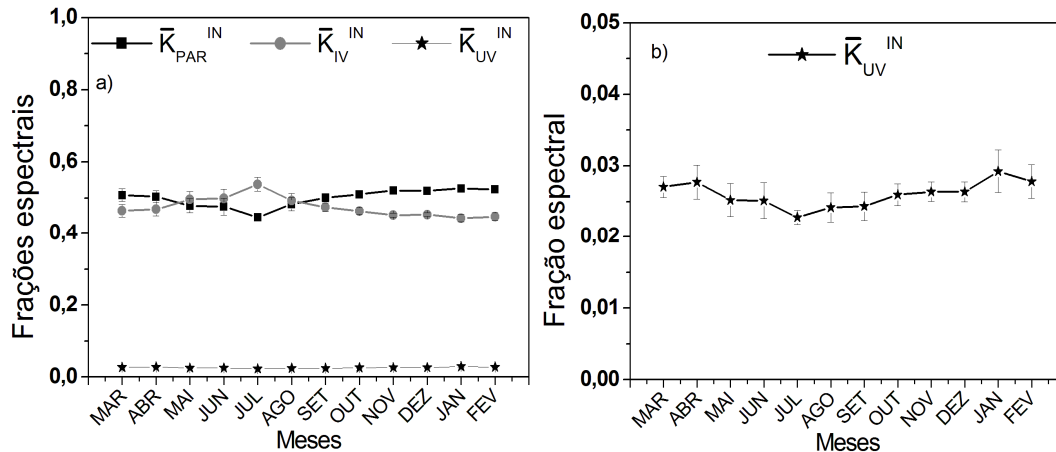 Frações espectrais
1,0
0,8
0,6
0,4
0,2
0,0
K̅PAR IN
K̅IV IN
K̅UV IN
a)
MAR ABR MAI JUN JUL AGO SET OUT NOV DEZ JAN FEV
Meses
Fração espectral
0,05
0,04
0,03
0,02
0,01
0,00
b)
K̅UV IN
MAR ABR MAI JUN JUL AGO SET OUT NOV DEZ JAN FEV
Meses